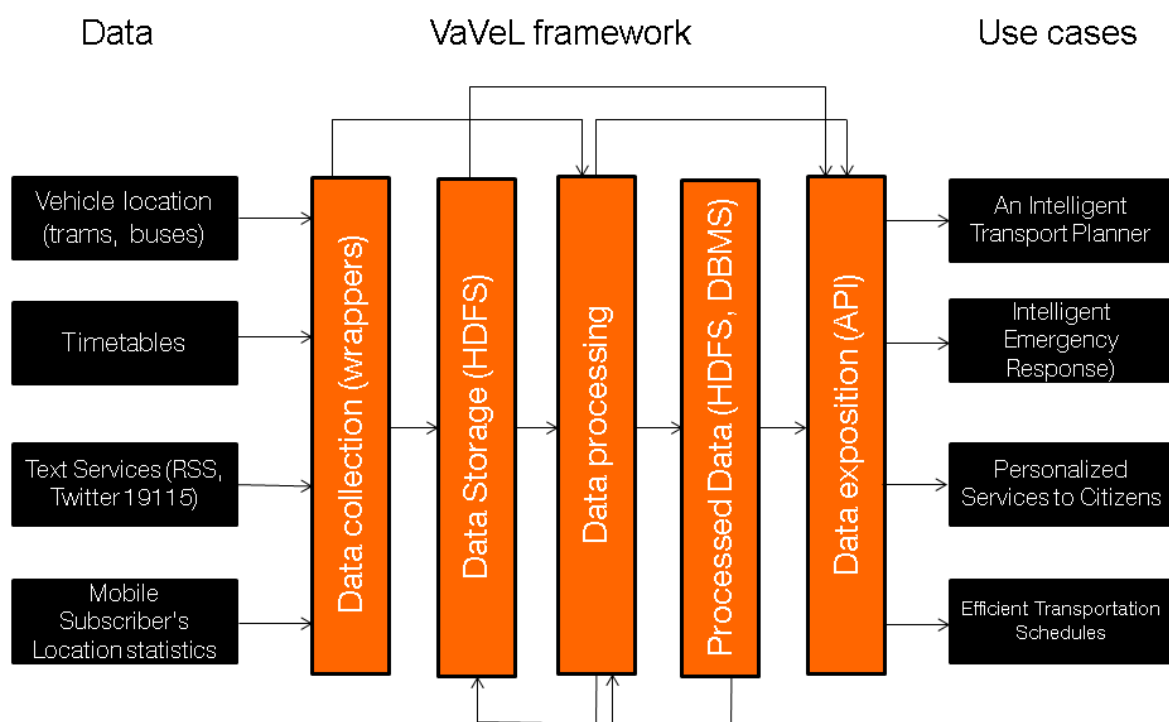 Data
VaVeL framework
Use cases
Vehicle location
(trams, buses)
Timetables
Text Services (RSS,
Twitter 19115)
Mobile
Subscriber's
Location statistics
Data collection (wrappers)
Data Storage (HDFS)
Data processing
Processed Data (HDFS, DBMS)
Data exposition (API)
An Intelligent
Transport Planner
Intelligent
Emergency
Response)
Personalized
Services to Citizens
Efficient Transportation
Schedules